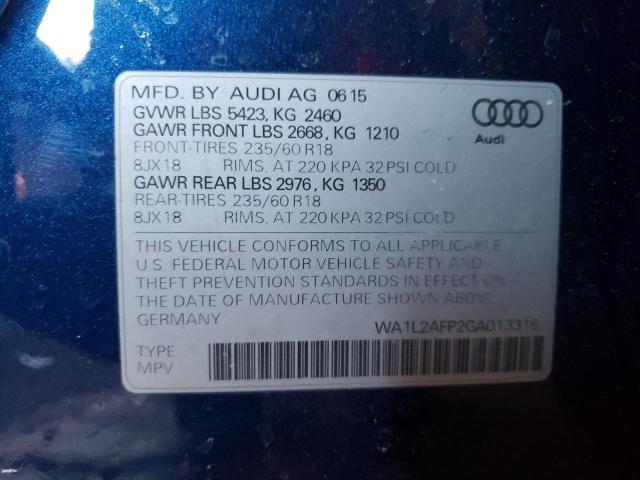 MFD. BY AUDI AG 06 15
GVWR LBS 5423, KG 2460
GAWR FRONT LBS 2668, KG 1210
FRONT-TIRES 235/60 R18
8JX18 RIMS, AT 220 KPA 32 PSI COLD
GAWR REAR LBS 2976, KG 1350
REAR-TIRES 235/60 R18
8JX18 RIMS, AT 220 KPA 32 PSI COLD
Audi
THIS VEHICLE CONFORMS TO ALL APPLICABLE
U.S. FEDERAL MOTOR VEHICLE SAFETY AND
THEFT PREVENTION STANDARDS IN EFFECT ON
THE DATE OF MANUFACTURE SHOWN ABOVE.
GERMANY
WA1L2AFP2GA013316
TYPE:
MPV